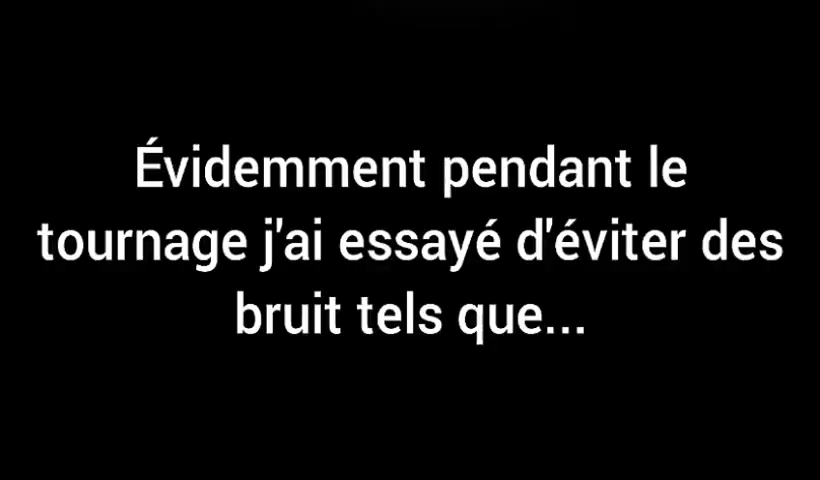 Évidemment pendant le
tournage j'ai essayé d'éviter des
bruit tels que...